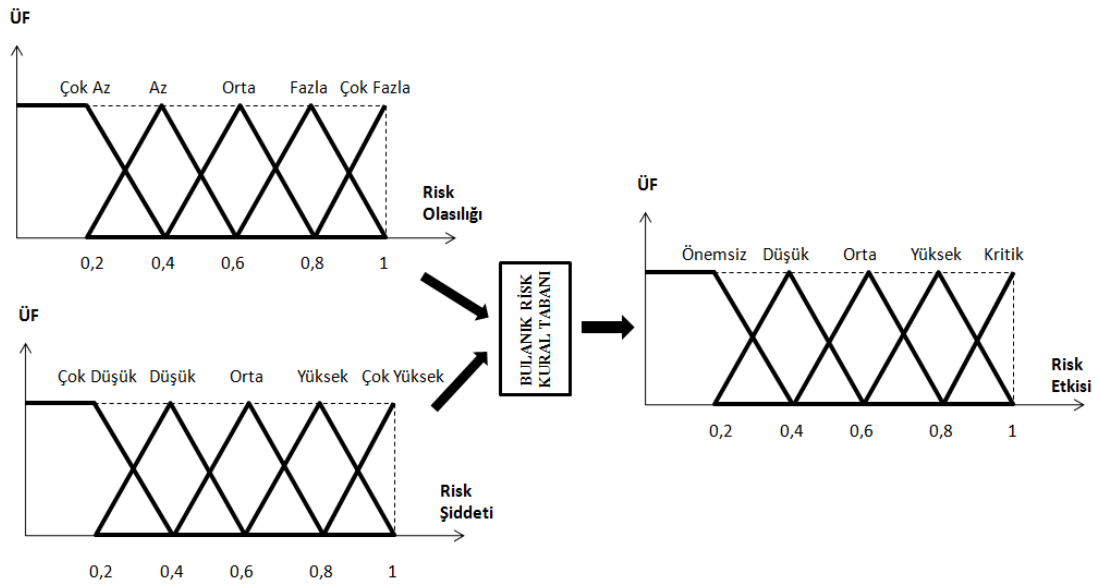 ÜF
Çok Az Az Orta Fazla Çok Fazla
Risk
Olasılığı
0,2 0,4 0,6 0,8 1
ÜF
Çok Düşük Düşük Orta Yüksek Çok Yüksek
Risk
Şiddeti
0,2 0,4 0,6 0,8 1
BULANIK RİSK
KURAL TABANI
ÜF
Önemsiz Düşük Orta Yüksek Kritik
Risk
Etkisi
0,2 0,4 0,6 0,8 1